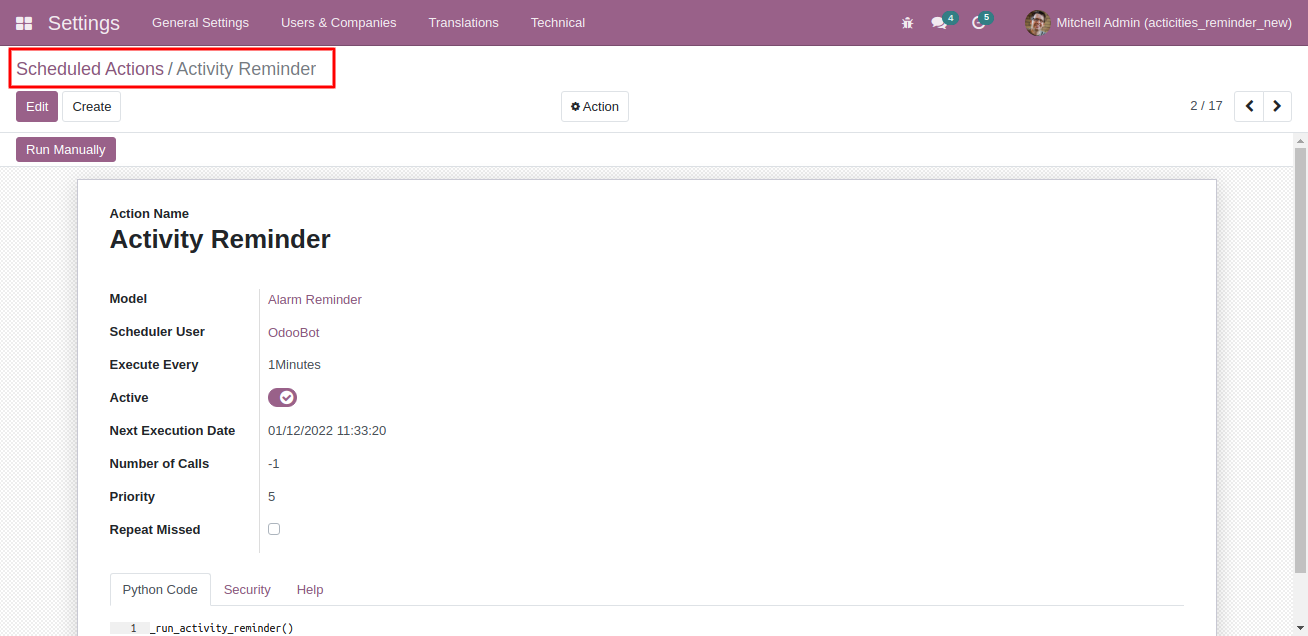 Settings General Settings Users & Companies Translations Technical 4 5 Mitchell Admin (acticities_reminder_new)
Scheduled Actions / Activity Reminder
Edit Create Action 2 / 17
Run Manually
Action Name
Activity Reminder
Model Alarm Reminder
Scheduler User OdooBot
Execute Every 1Minutes
Active
Next Execution Date 01/12/2022 11:33:20
Number of Calls -1
Priority 5
Repeat Missed
Python Code Security Help
1 _run_activity_reminder()